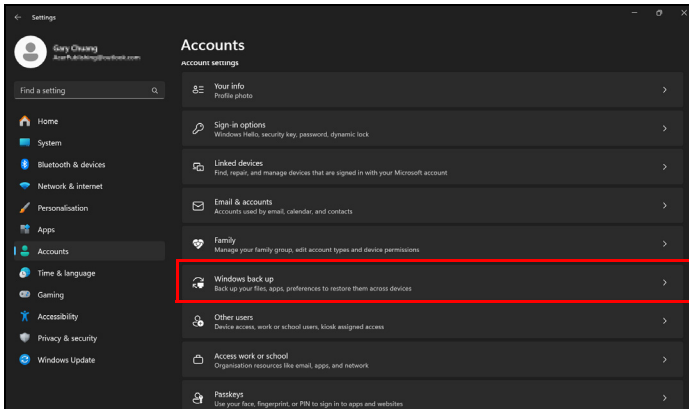 Settings
Gary Chuang
AcerPublishing@outlook.com
Find a setting
Home
System
Bluetooth & devices
Network & internet
Personalisation
Apps
Accounts
Time & language
Gaming
Accessibility
Privacy & security
Windows Update
Accounts
Account settings
Your info
Profile photo
Sign-in options
Windows Hello, security key, password, dynamic lock
Linked devices
Find, repair, and manage devices that are signed in with your Microsoft account
Email & accounts
Accounts used by email, calendar, and contacts
Family
Manage your family group, edit account types and device permissions
Windows back up
Back up your files, apps, preferences to restore them across devices
Other users
Device access, work or school users, kiosk assigned access
Access work or school
Organisation resources like email, apps, and network
Passkeys
Use your face, fingerprint, or PIN to sign in to apps and websites